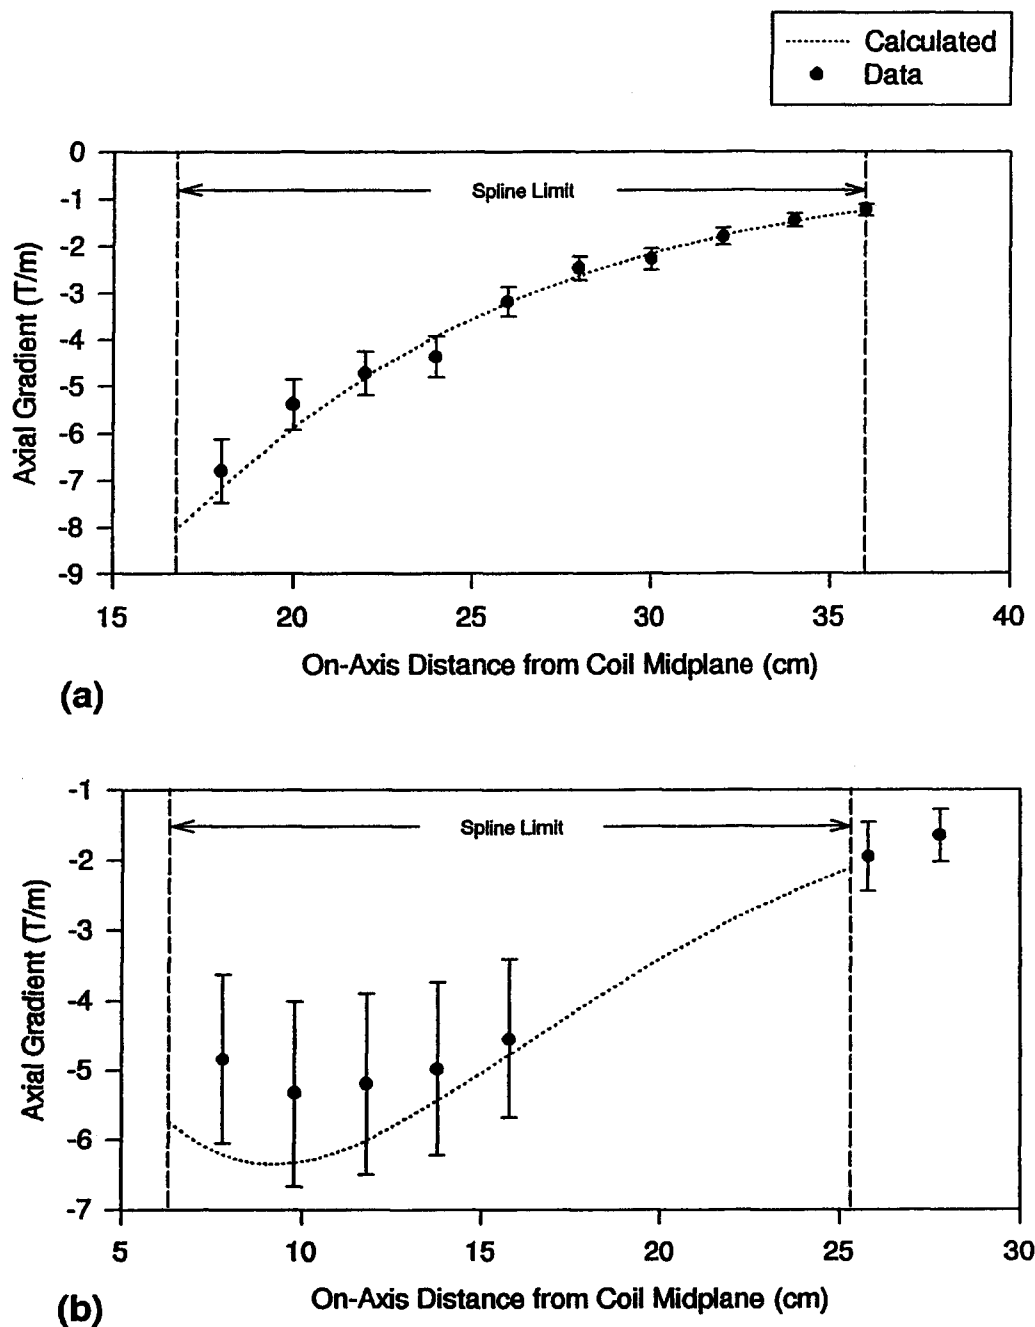 Calculated
Data
0
-1
-2
-3
-4
-5
-6
-7
-8
-9
Axial Gradient (T/m)
Spline Limit
15 20 25 30 35 40
On-Axis Distance from Coil Midplane (cm)
(a)
-1
-2
-3
-4
-5
-6
-7
Axial Gradient (T/m)
Spline Limit
5 10 15 20 25 30
On-Axis Distance from Coil Midplane (cm)
(b)